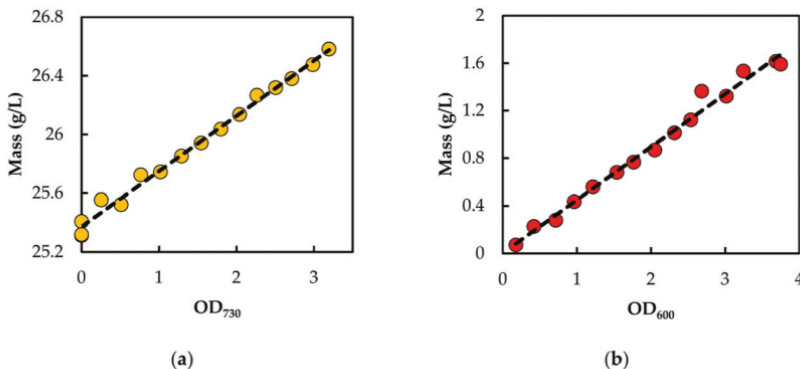 26.8
26.4
26
25.6
25.2
Mass (g/L)
0 1 2 3
OD₇₃₀
(a)
2
1.6
1.2
0.8
0.4
0
Mass (g/L)
0 1 2 3 4
OD₆₀₀
(b)